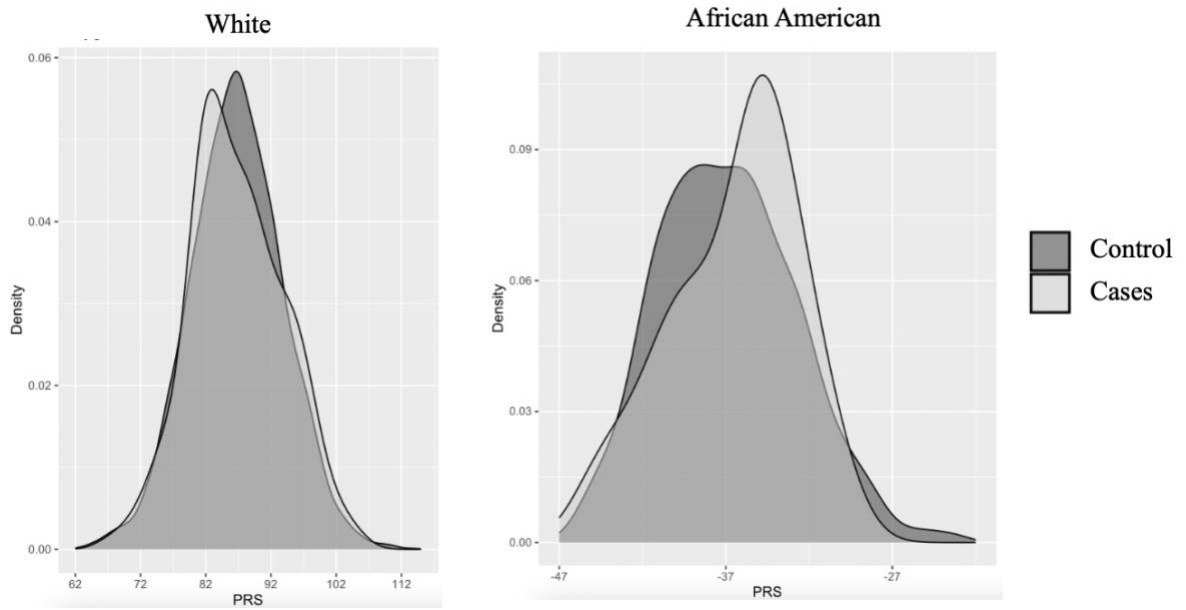 White
0.06
0.04
0.02
0.00
Density
62 72 82 92 102 112
PRS
African American
0.09
0.06
0.03
0.00
Density
-47 -37 -27
PRS
Control
Cases